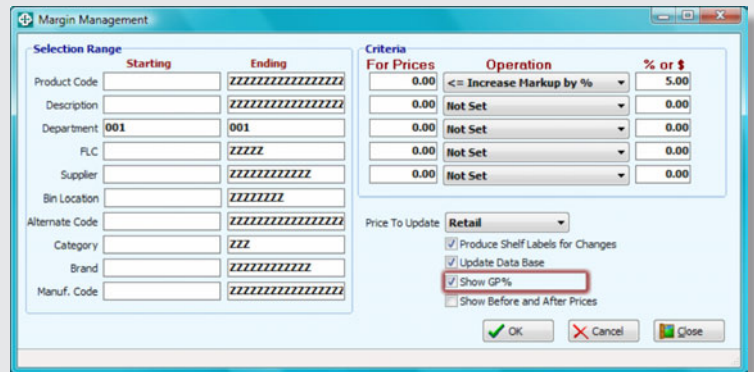 Margin Management
Selection Range
Starting Ending
Product Code ZZZZZZZZZZZZZZZZZ
Description ZZZZZZZZZZZZZZZZZ
Department 001 001
FLC ZZZZZ
Supplier ZZZZZZZZZZZZ
Bin Location ZZZZZZZZ
Alternate Code ZZZZZZZZZZZZZZZZZ
Category ZZZ
Brand ZZZZZZZZZZZZ
Manuf. Code ZZZZZZZZZZZZZZZZZ
Criteria
For Prices Operation % or $
0.00 <= Increase Markup by % 5.00
0.00 Not Set 0.00
0.00 Not Set 0.00
0.00 Not Set 0.00
0.00 Not Set 0.00
Price To Update Retail
Produce Shelf Labels for Changes
Update Data Base
Show GP%
Show Before and After Prices
OK Cancel Close